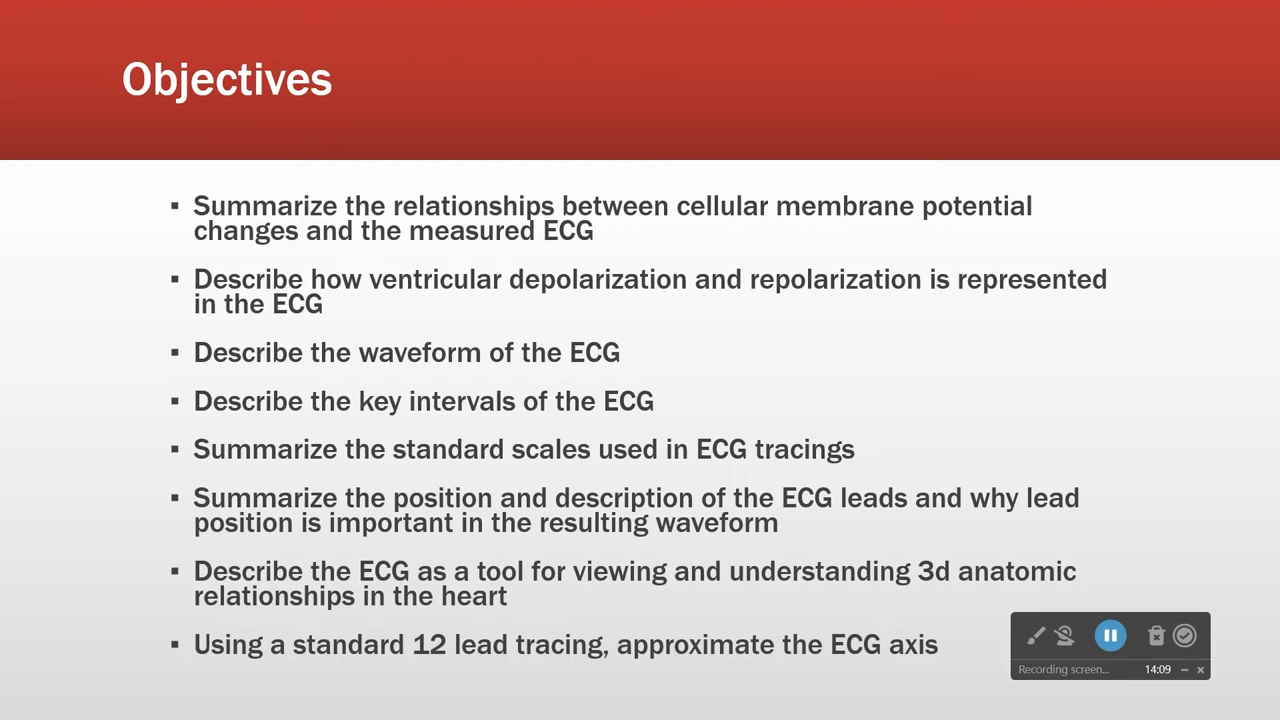 Objectives
▪ Summarize the relationships between cellular membrane potential
changes and the measured ECG
▪ Describe how ventricular depolarization and repolarization is represented
in the ECG
▪ Describe the waveform of the ECG
▪ Describe the key intervals of the ECG
▪ Summarize the standard scales used in ECG tracings
▪ Summarize the position and description of the ECG leads and why lead
position is important in the resulting waveform
▪ Describe the ECG as a tool for viewing and understanding 3d anatomic
relationships in the heart
▪ Using a standard 12 lead tracing, approximate the ECG axis
Recording screen... 14:09